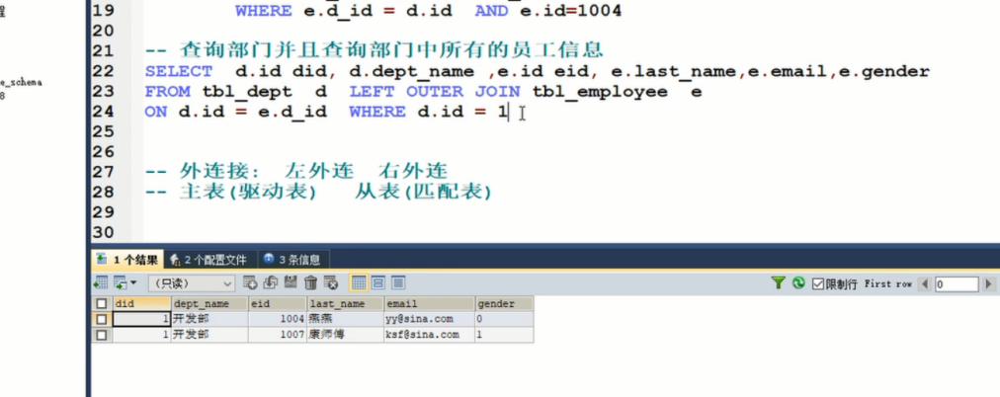 程
e_schema
8
19 WHERE e.d_id = d.id AND e.id=1004
20
21 -- 查询部门并且查询部门中所有的员工信息
22 SELECT d.id did, d.dept_name ,e.id eid, e.last_name,e.email,e.gender
23 FROM tbl_dept d LEFT OUTER JOIN tbl_employee e
24 ON d.id = e.d_id WHERE d.id = 1
25
26
27 -- 外连接: 左外连 右外连
28 -- 主表(驱动表) 从表(匹配表)
29
30
1 个结果 2 个配置文件 3 条信息
(只读) 限制行 First row 0
did dept_name eid last_name email gender
1 开发部 1004 燕燕 yy@sina.com 0
1 开发部 1007 康师傅 ksf@sina.com 1